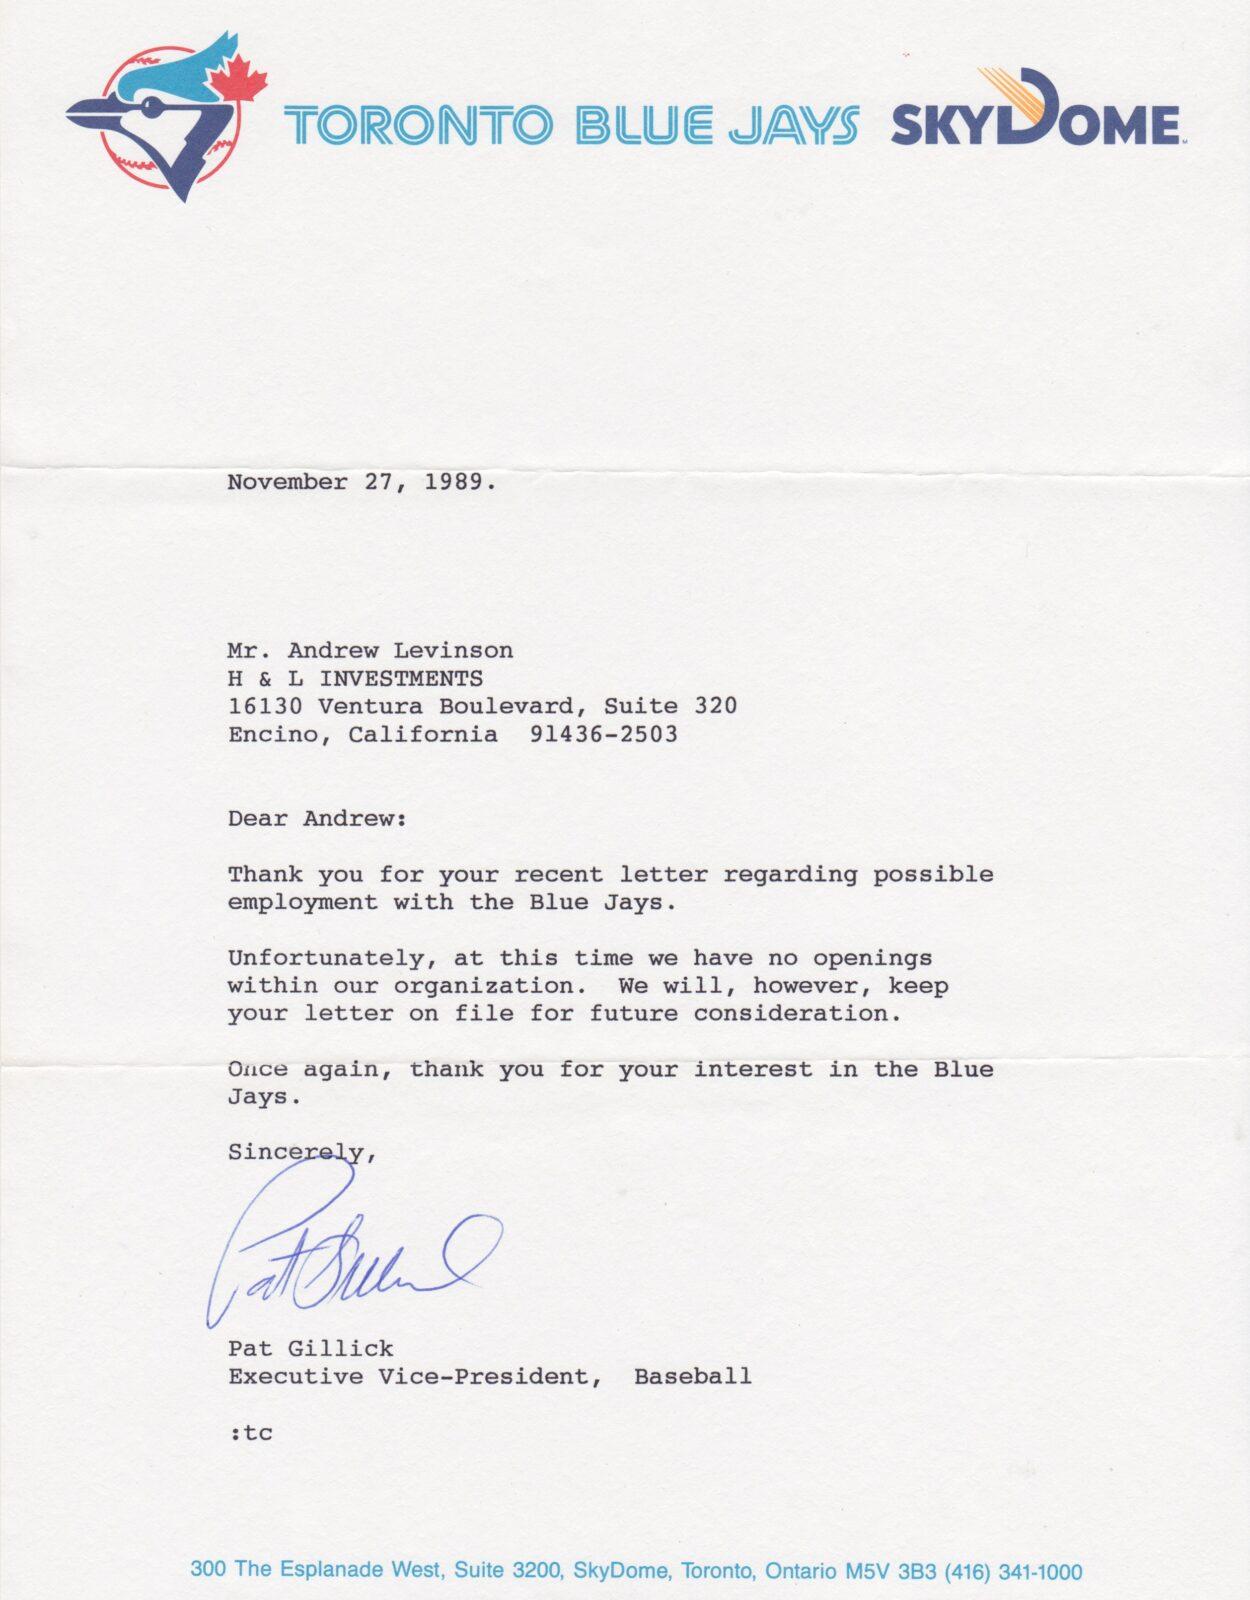 TORONTO BLUE JAYS SKYDOME
November 27, 1989.
Mr. Andrew Levinson
H & L INVESTMENTS
16130 Ventura Boulevard, Suite 320
Encino, California  91436-2503
Dear Andrew:
Thank you for your recent letter regarding possible
employment with the Blue Jays.
Unfortunately, at this time we have no openings
within our organization.  We will, however, keep
your letter on file for future consideration.
Once again, thank you for your interest in the Blue
Jays.
Sincerely,
Pat Gillick
Pat Gillick
Executive Vice-President,  Baseball
:tc
300 The Esplanade West, Suite 3200, SkyDome, Toronto, Ontario M5V 3B3 (416) 341-1000